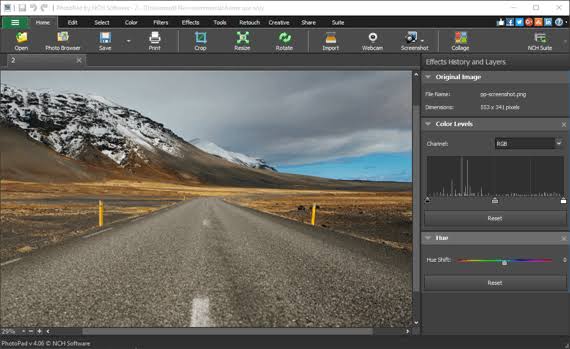 PhotoPad by NCH Software - 2 -
Home Edit Select Color Filter Effects Tools Retouch Creative Share Suite
Open Photo Browser Save Color Print Crop Resize Rotate Import Webcam Screenshot Collage NCH Suite
2
Effects History and Layers
Original Image
File Name: pp-screenshot.png
Dimensions: 553 x 341 pixels
Color Levels
Channel: RGB
Reset
Hue
Hue Shift: 0
Reset
29%
PhotoPad v 4.06 © NCH Software